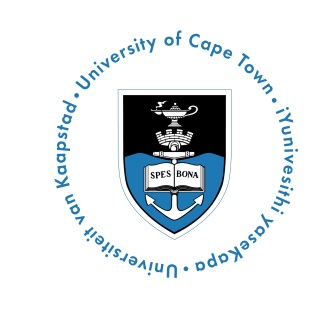 University of Cape Town • iYunivesithi yaseKapa • Universiteit van Kaapstad •
SPES BONA